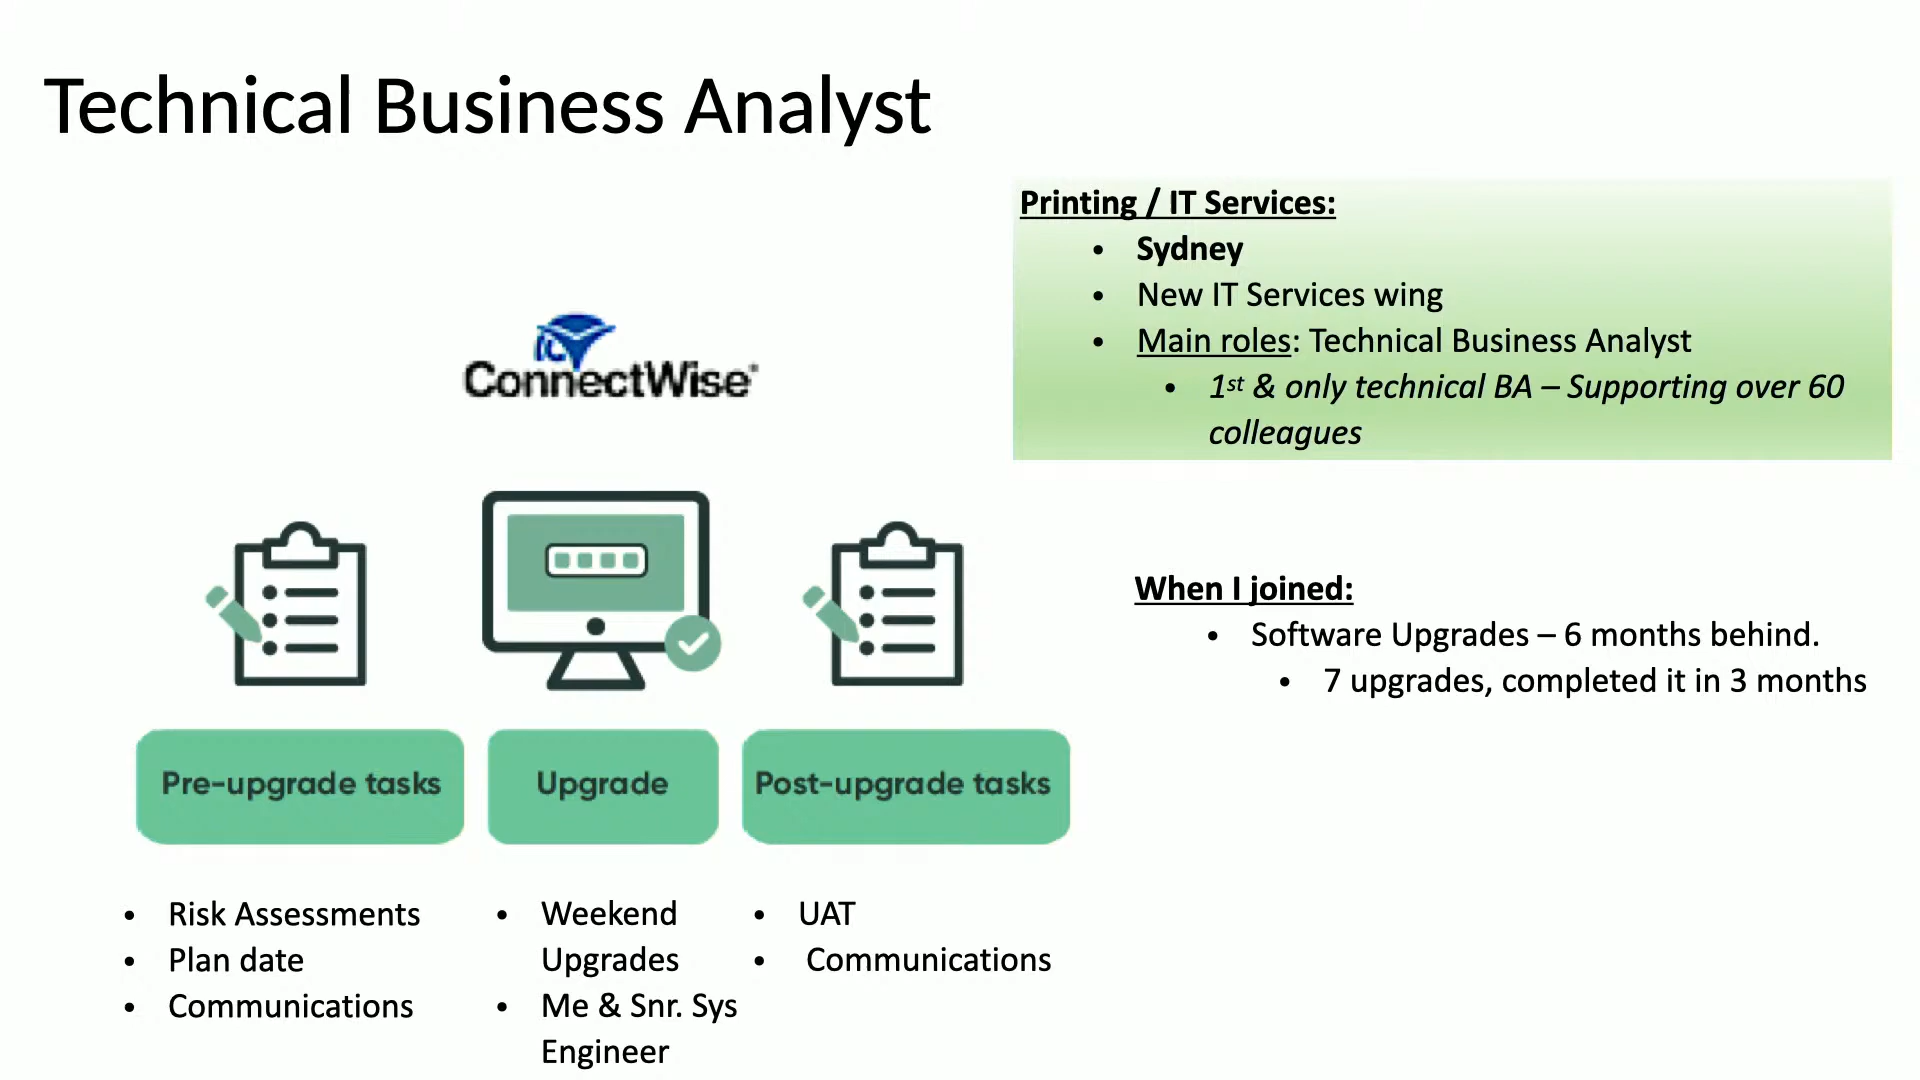 Technical Business Analyst
Printing / IT Services:
• Sydney
• New IT Services wing
• Main roles: Technical Business Analyst
• 1st & only technical BA – Supporting over 60
colleagues
ConnectWise
When I joined:
• Software Upgrades – 6 months behind.
• 7 upgrades, completed it in 3 months
Pre-upgrade tasks
• Risk Assessments
• Plan date
• Communications
Upgrade
• Weekend
Upgrades
• Me & Snr. Sys
Engineer
Post-upgrade tasks
• UAT
• Communications